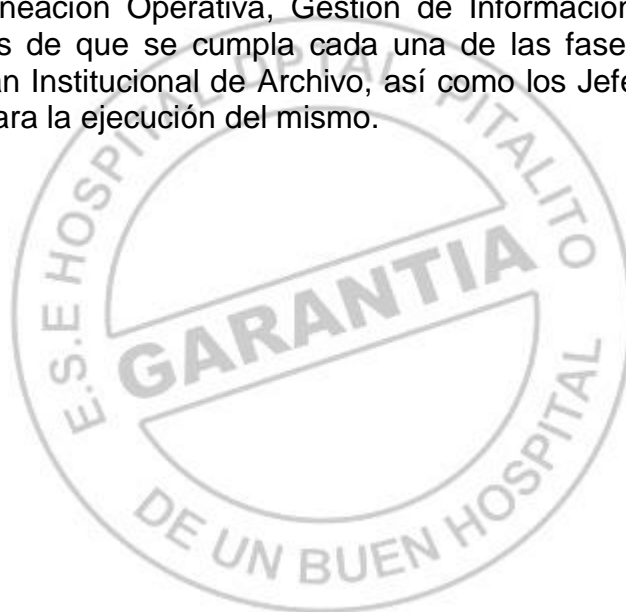 neación Operativa, Gestión de Información
s de que se cumpla cada una de las fase
an Institucional de Archivo, así como los Jefe
ara la ejecución del mismo.
E.S.E HOSPITAL DPTAL PITALITO
GARANTIA
DE UN BUEN HOSPITAL